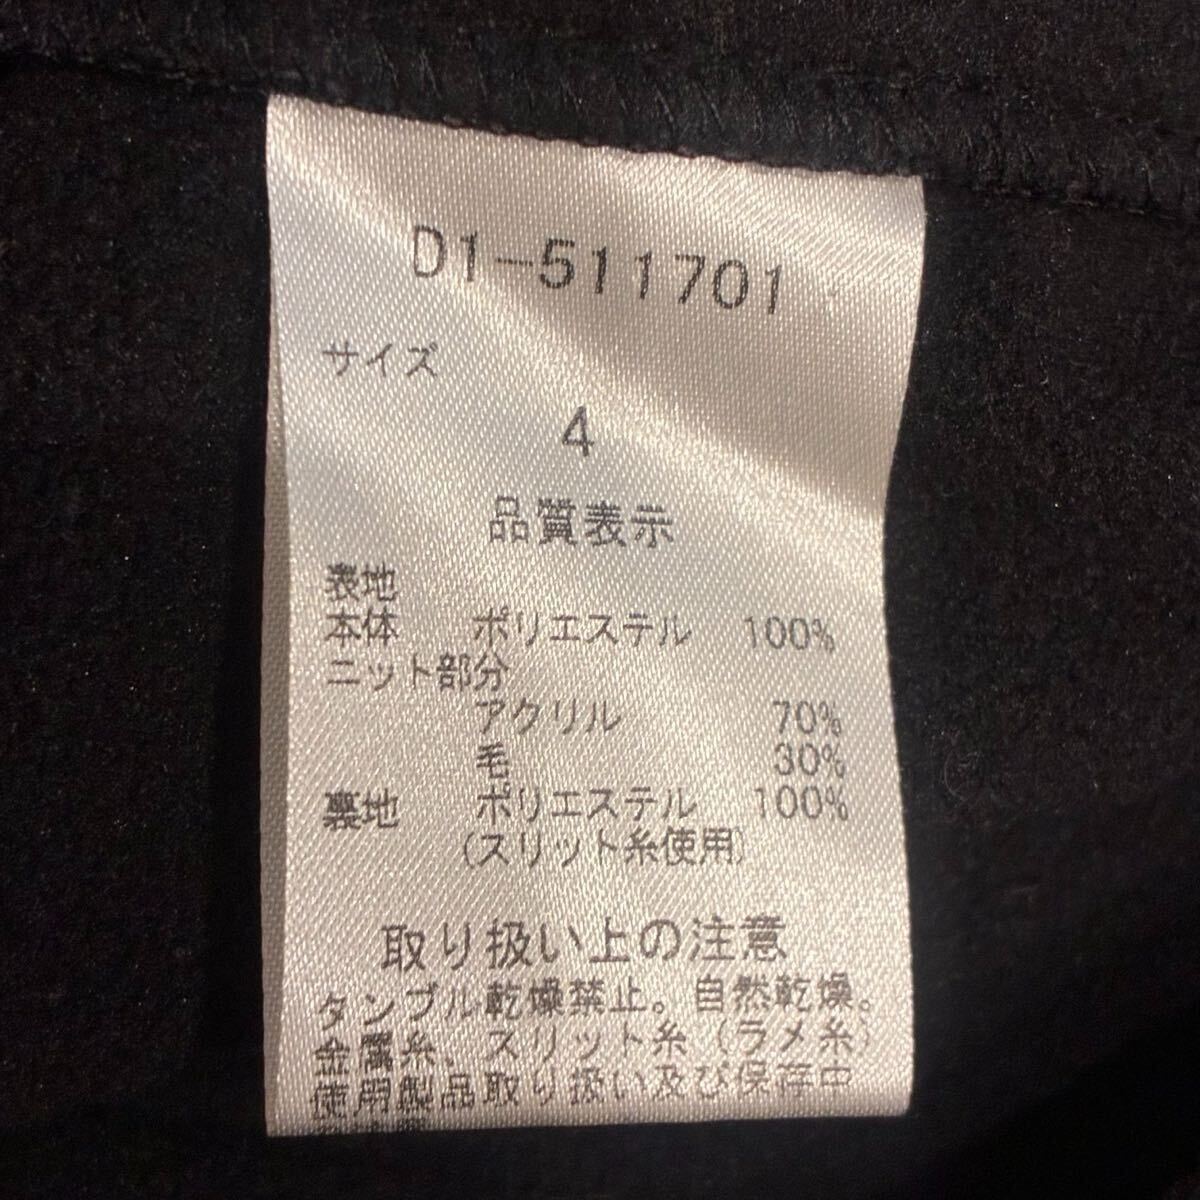 D1-511701
サイズ
4
品質表示
表地
本体 ポリエステル 100%
ニット部分
アクリル 70%
毛 30%
裏地 ポリエステル 100%
(スリット糸使用)
取り扱い上の注意
タンブル乾燥禁止。自然乾燥。
金属糸、スリット糸(ラメ糸)
使用製品取り扱い及び保存中